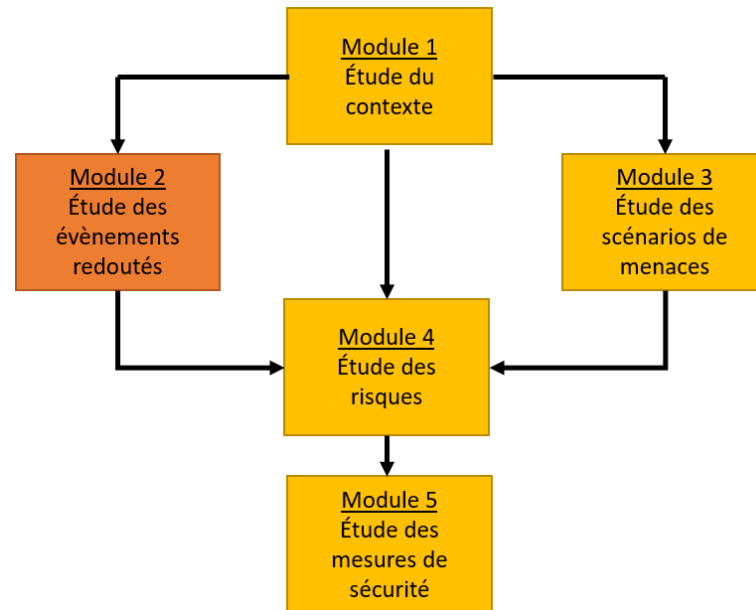 Module 1
Étude du
contexte
Module 2
Étude des
évènements
redoutés
Module 3
Étude des
scénarios de
menaces
Module 4
Étude des
risques
Module 5
Étude des
mesures de
sécurité